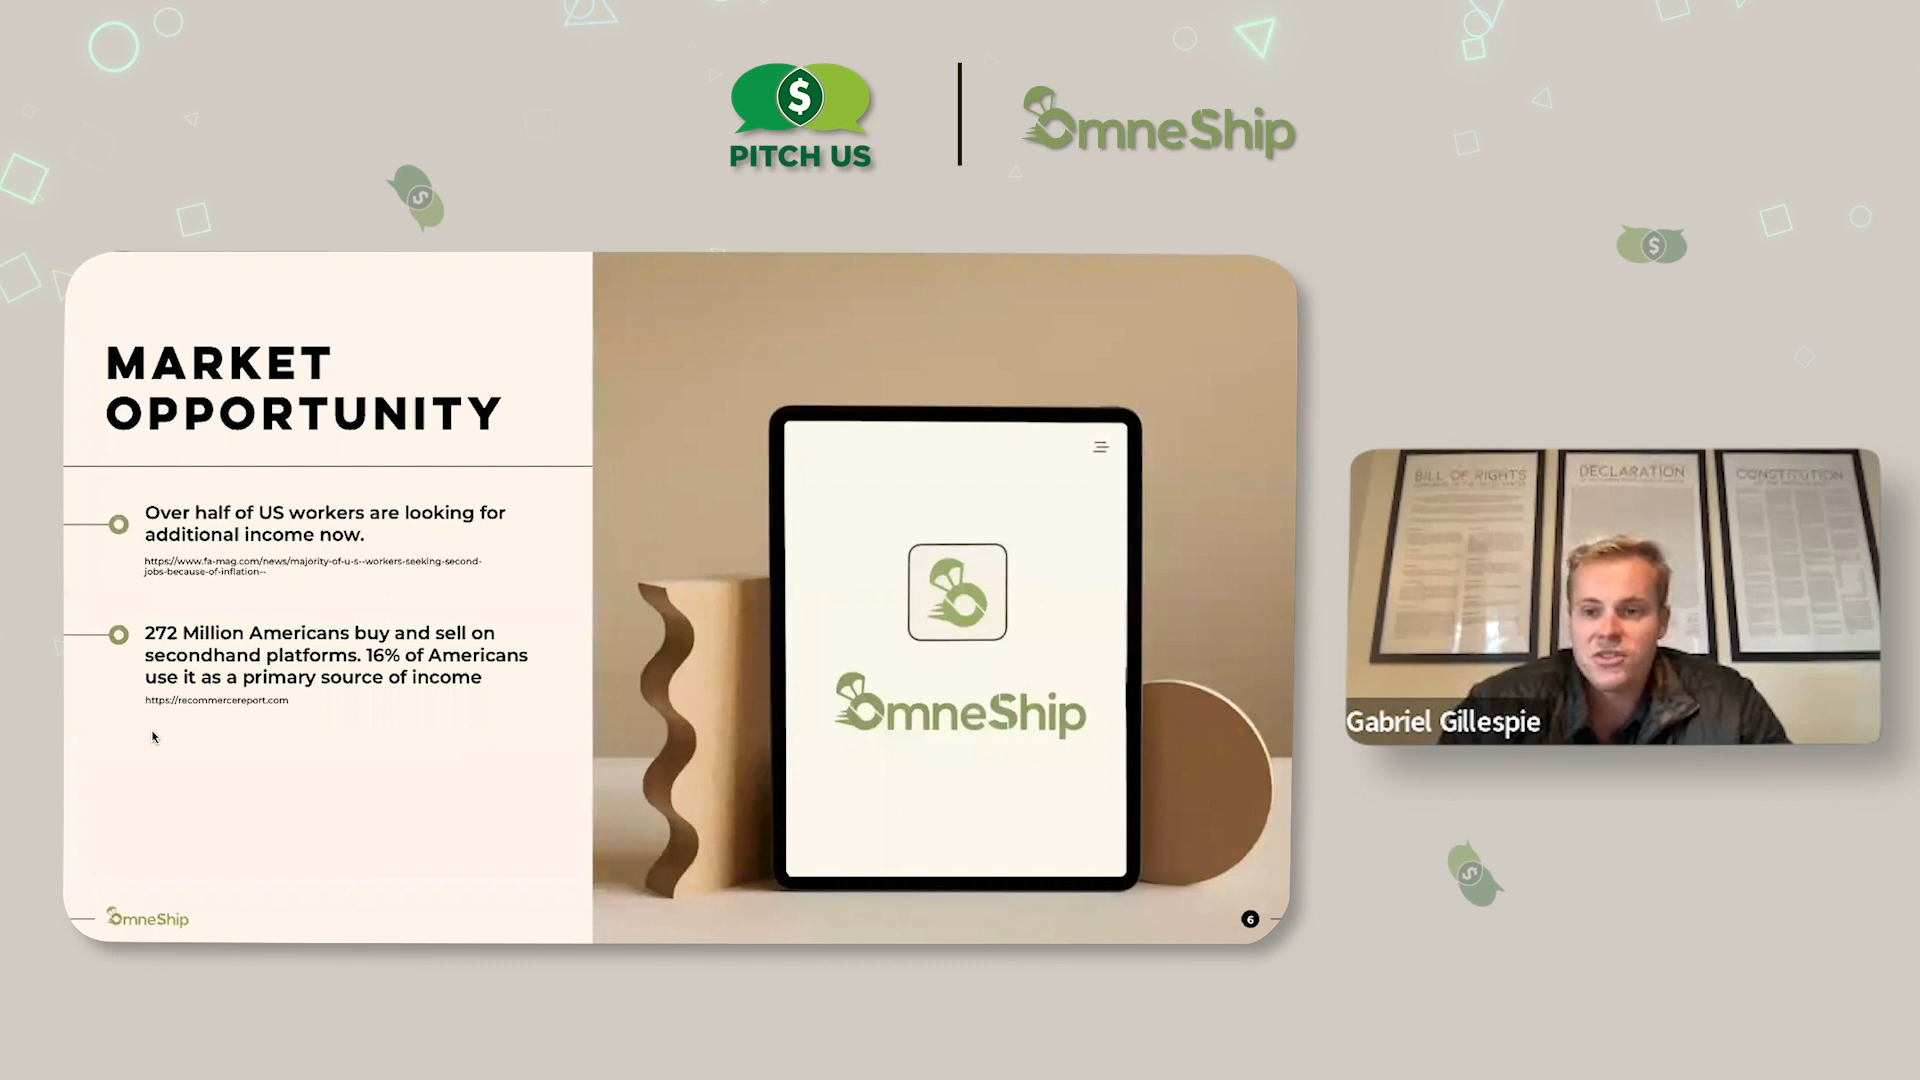 $
PITCH US
OmneShip
MARKET
OPPORTUNITY
Over half of US workers are looking for
additional income now.
https://www.fa-mag.com/news/majority-of-u-s--workers-seeking-second-
jobs-because-of-inflation--
272 Million Americans buy and sell on
secondhand platforms. 16% of Americans
use it as a primary source of income
https://recommercereport.com
OmneShip
OmneShip
6
BILL OF RIGHTS
DECLARATION
CONSTITUTION
Gabriel Gillespie
$
$
$